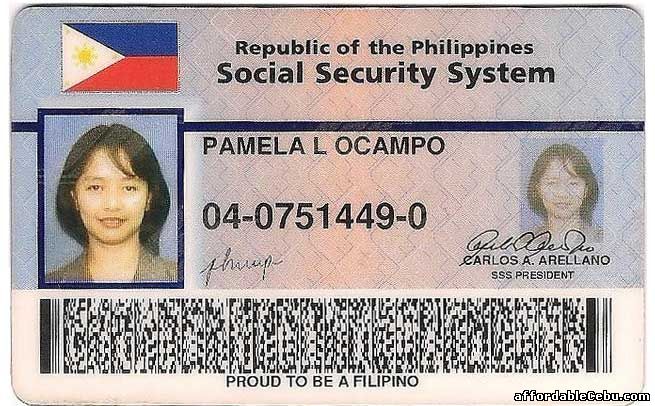 Republic of the Philippines
Social Security System
PAMELA L OCAMPO
04-0751449-0
CARLOS A. ARELLANO
SSS PRESIDENT
PROUD TO BE A FILIPINO
affordableCebu.com